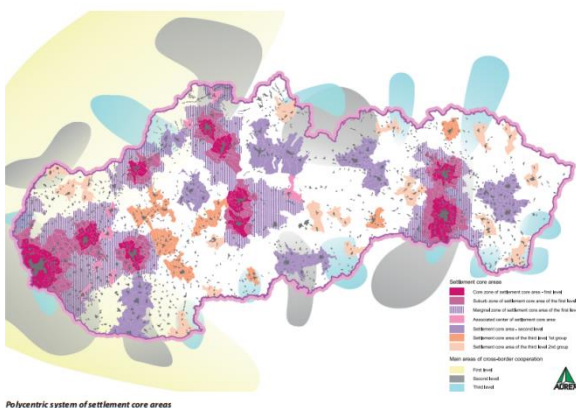 Settlement core areas
Core zone of settlement core area - first level
Suburb zone of settlement core area of the first level
Marginal zone of settlement core area of the first level
Associated center of settlement core area
Settlement core area - second level
Settlement core area of the third level 1st group
Settlement core area of the third level 2nd group
Main areas of cross-border cooperation
First level
Second level
Third level
AUREX
Polycentric system of settlement core areas